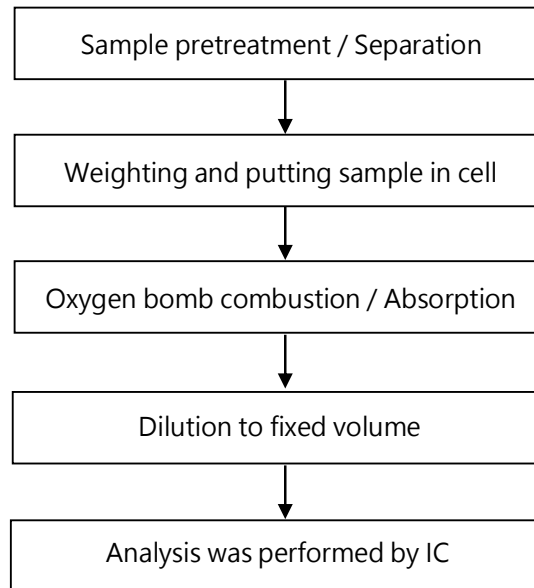 Sample pretreatment / Separation
Weighting and putting sample in cell
Oxygen bomb combustion / Absorption
Dilution to fixed volume
Analysis was performed by IC